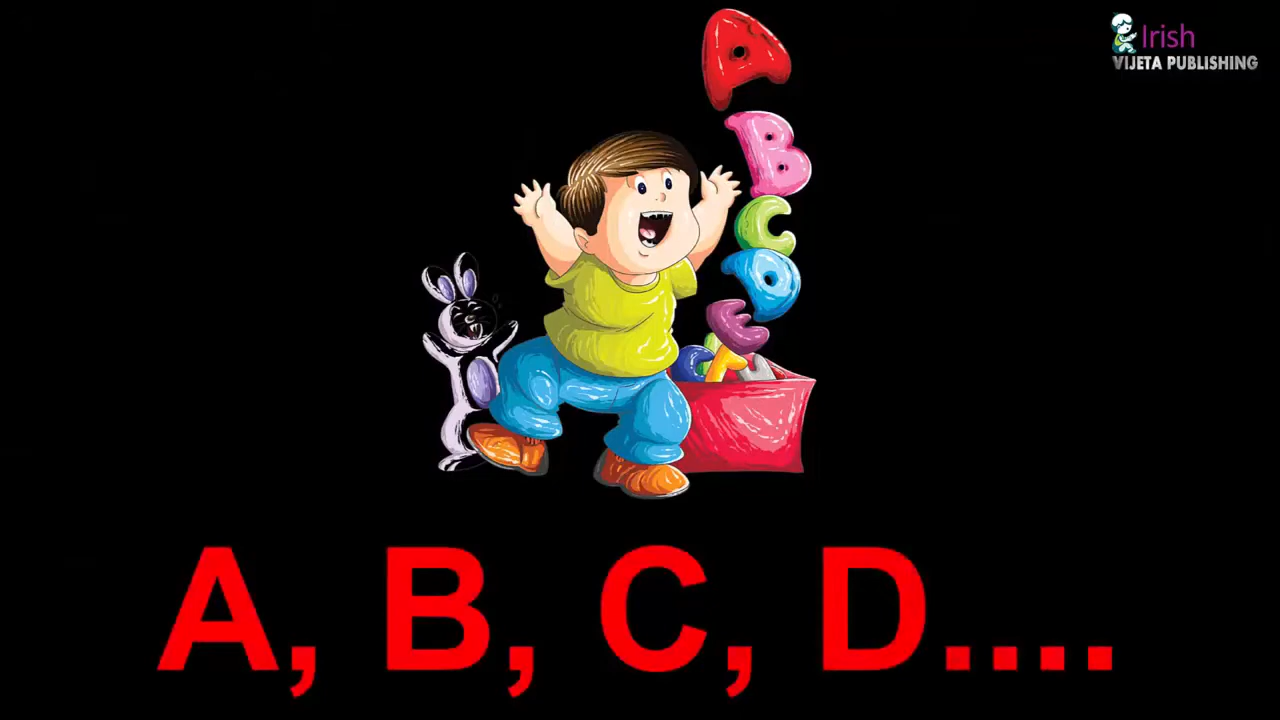 Irish
VIJETA PUBLISHING
A
B
C
D
E
A, B, C, D....